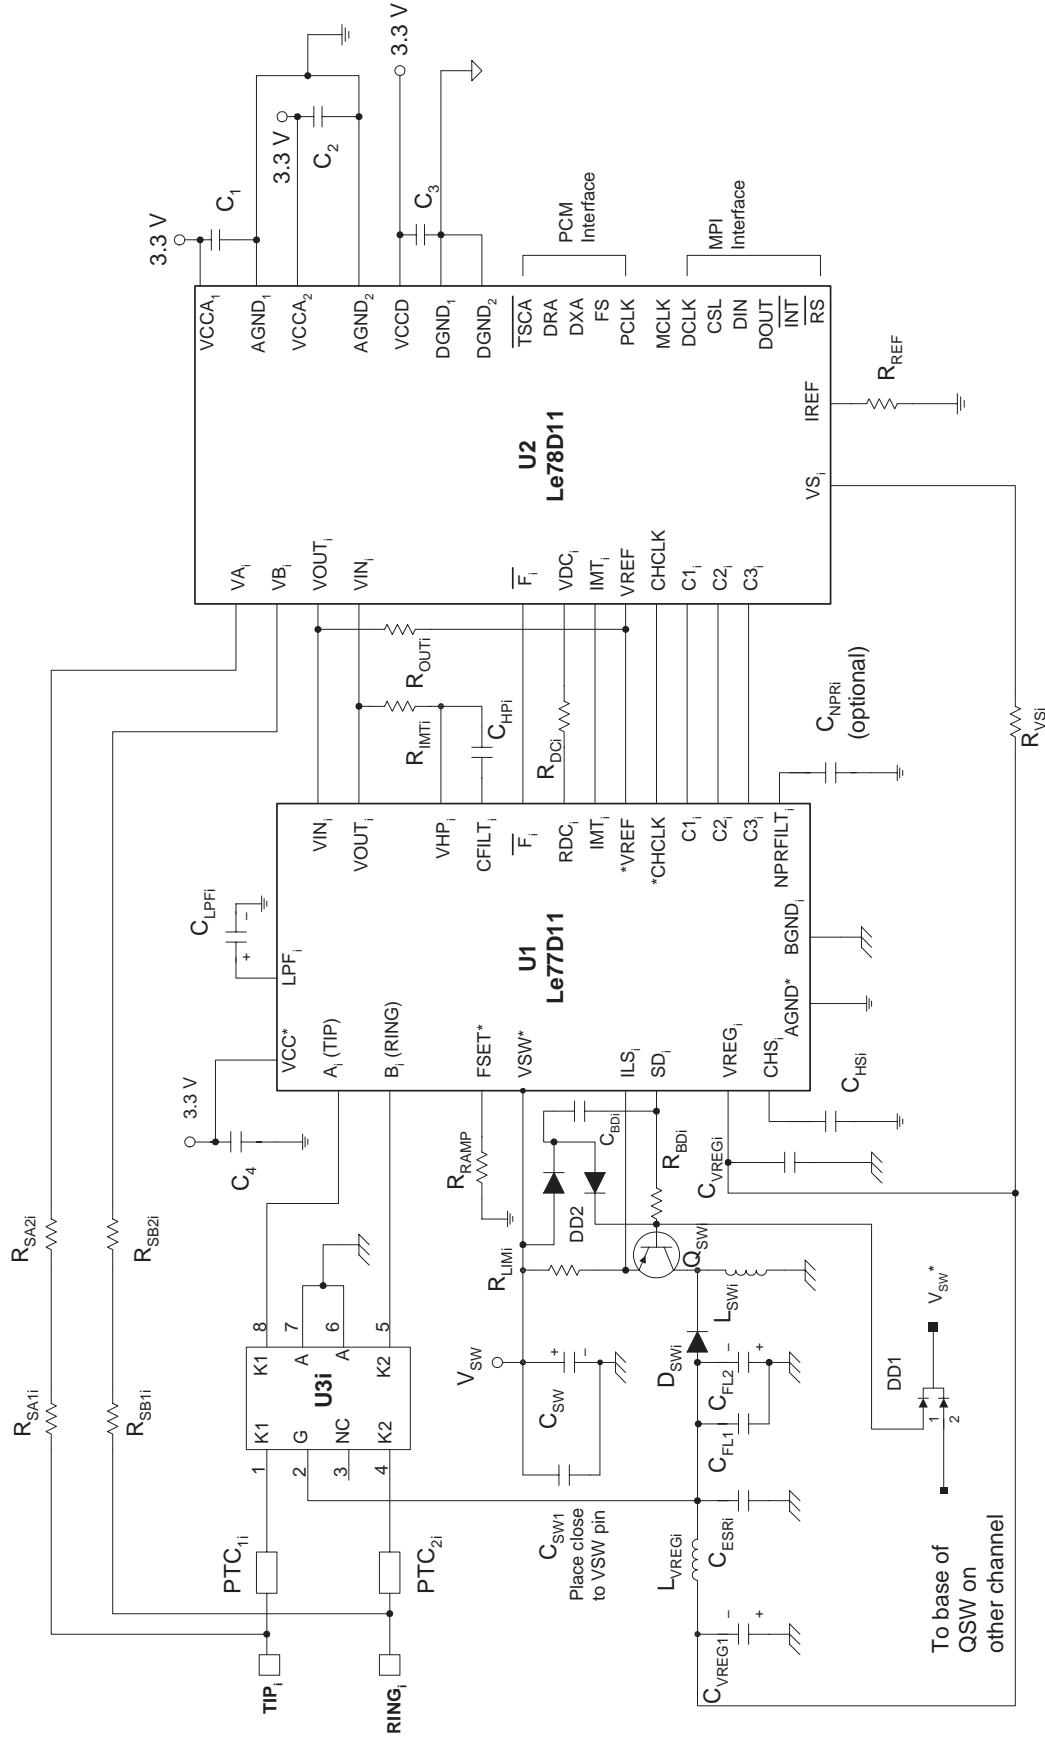 TIPi
RINGi
PTC1i
PTC2i
RSA1i
RSA2i
RSB1i
RSB2i
U3i
K1
G
NC
K2
K1
A
A
K2
1
2
3
4
8
7
6
5
3.3 V
C4
CLPFi
+
−
U1
Le77D11
VCC*
LPFi
Ai (TIP)
Bi (RING)
FSET*
VSW*
ILSi
SDi
VREGi
CHSi
AGND*
BGNDi
VINi
VOUTi
VHPi
CFILTi
Fi
RDCi
IMTi
*VREF
*CHCLK
C1i
C2i
C3i
NPRFILTi
RRAMP
RLIMi
DD2
CBDi
RBDi
QSWi
VSW
CSW
+
−
CSW1
Place close
to VSW pin
DSWi
LSWi
CFL1
CFL2
−
+
CESRi
LVREGi
CVREG1
−
+
CVREGi
CHSi
DD1
1
2
VSW*
To base of
QSW on
other channel
ROUTi
RIMTi
CHPi
RDCi
CNPRi
(optional)
RVSi
U2
Le78D11
VAi
VBi
VOUTi
VINi
Fi
VDCi
IMTi
VREF
CHCLK
C1i
C2i
C3i
VSi
IREF
RREF
VCCA1
AGND1
VCCA2
AGND2
VCCD
DGND1
DGND2
TSCA
DRA
DXA
FS
PCLK
MCLK
DCLK
CSL
DIN
DOUT
INT
RS
PCM
Interface
MPI
Interface
3.3 V
C1
3.3 V
C2
3.3 V
C3